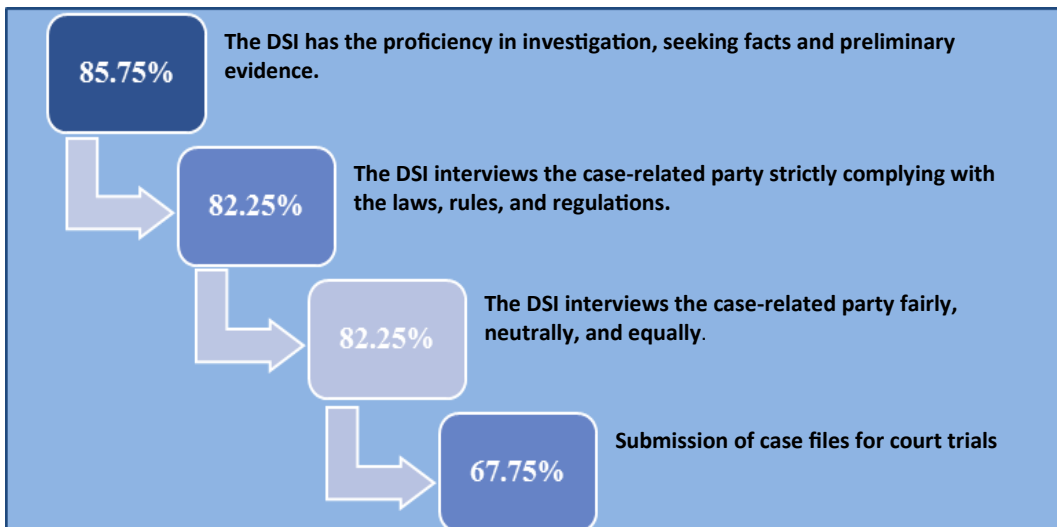 85.75%
The DSI has the proficiency in investigation, seeking facts and preliminary
evidence.
82.25%
The DSI interviews the case-related party strictly complying with
the laws, rules, and regulations.
82.25%
The DSI interviews the case-related party fairly,
neutrally, and equally.
67.75%
Submission of case files for court trials